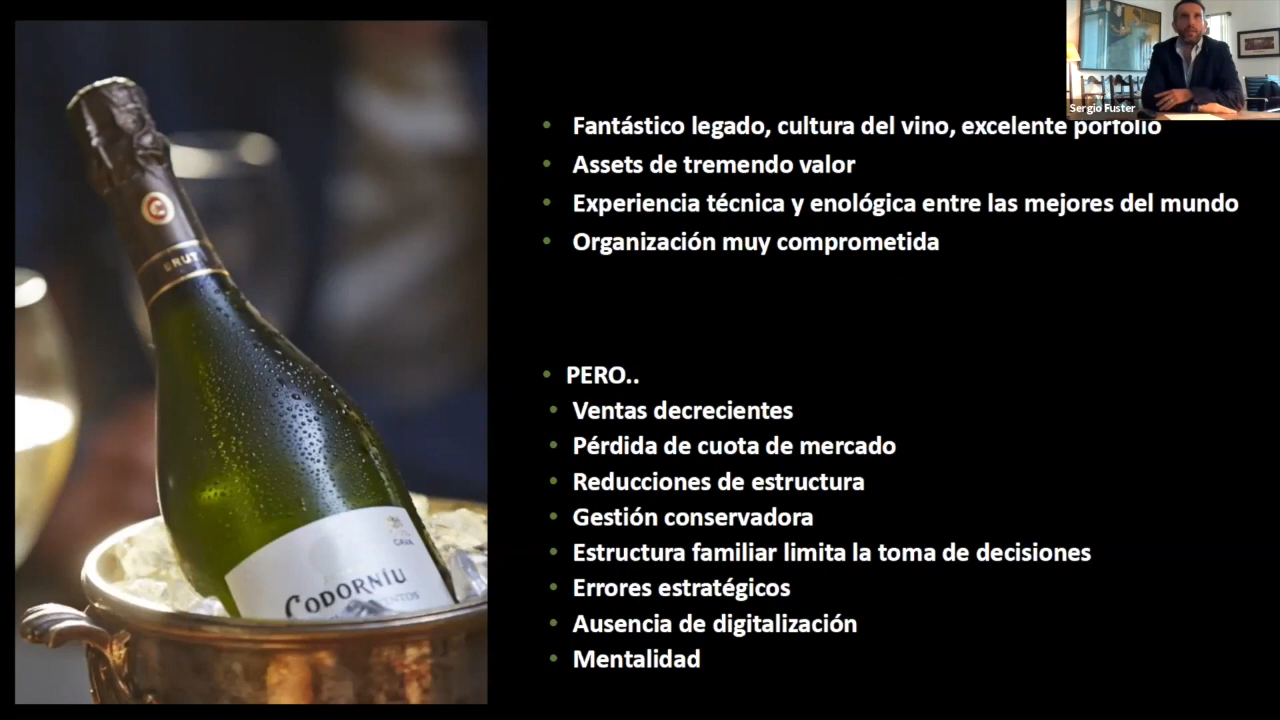 Sergio Fuster
Fantástico legado, cultura del vino, excelente porfolio
Assets de tremendo valor
Experiencia técnica y enológica entre las mejores del mundo
Organización muy comprometida
PERO..
Ventas decrecientes
Pérdida de cuota de mercado
Reducciones de estructura
Gestión conservadora
Estructura familiar limita la toma de decisiones
Errores estratégicos
Ausencia de digitalización
Mentalidad
BRUT
CAVA
CODORNÍU